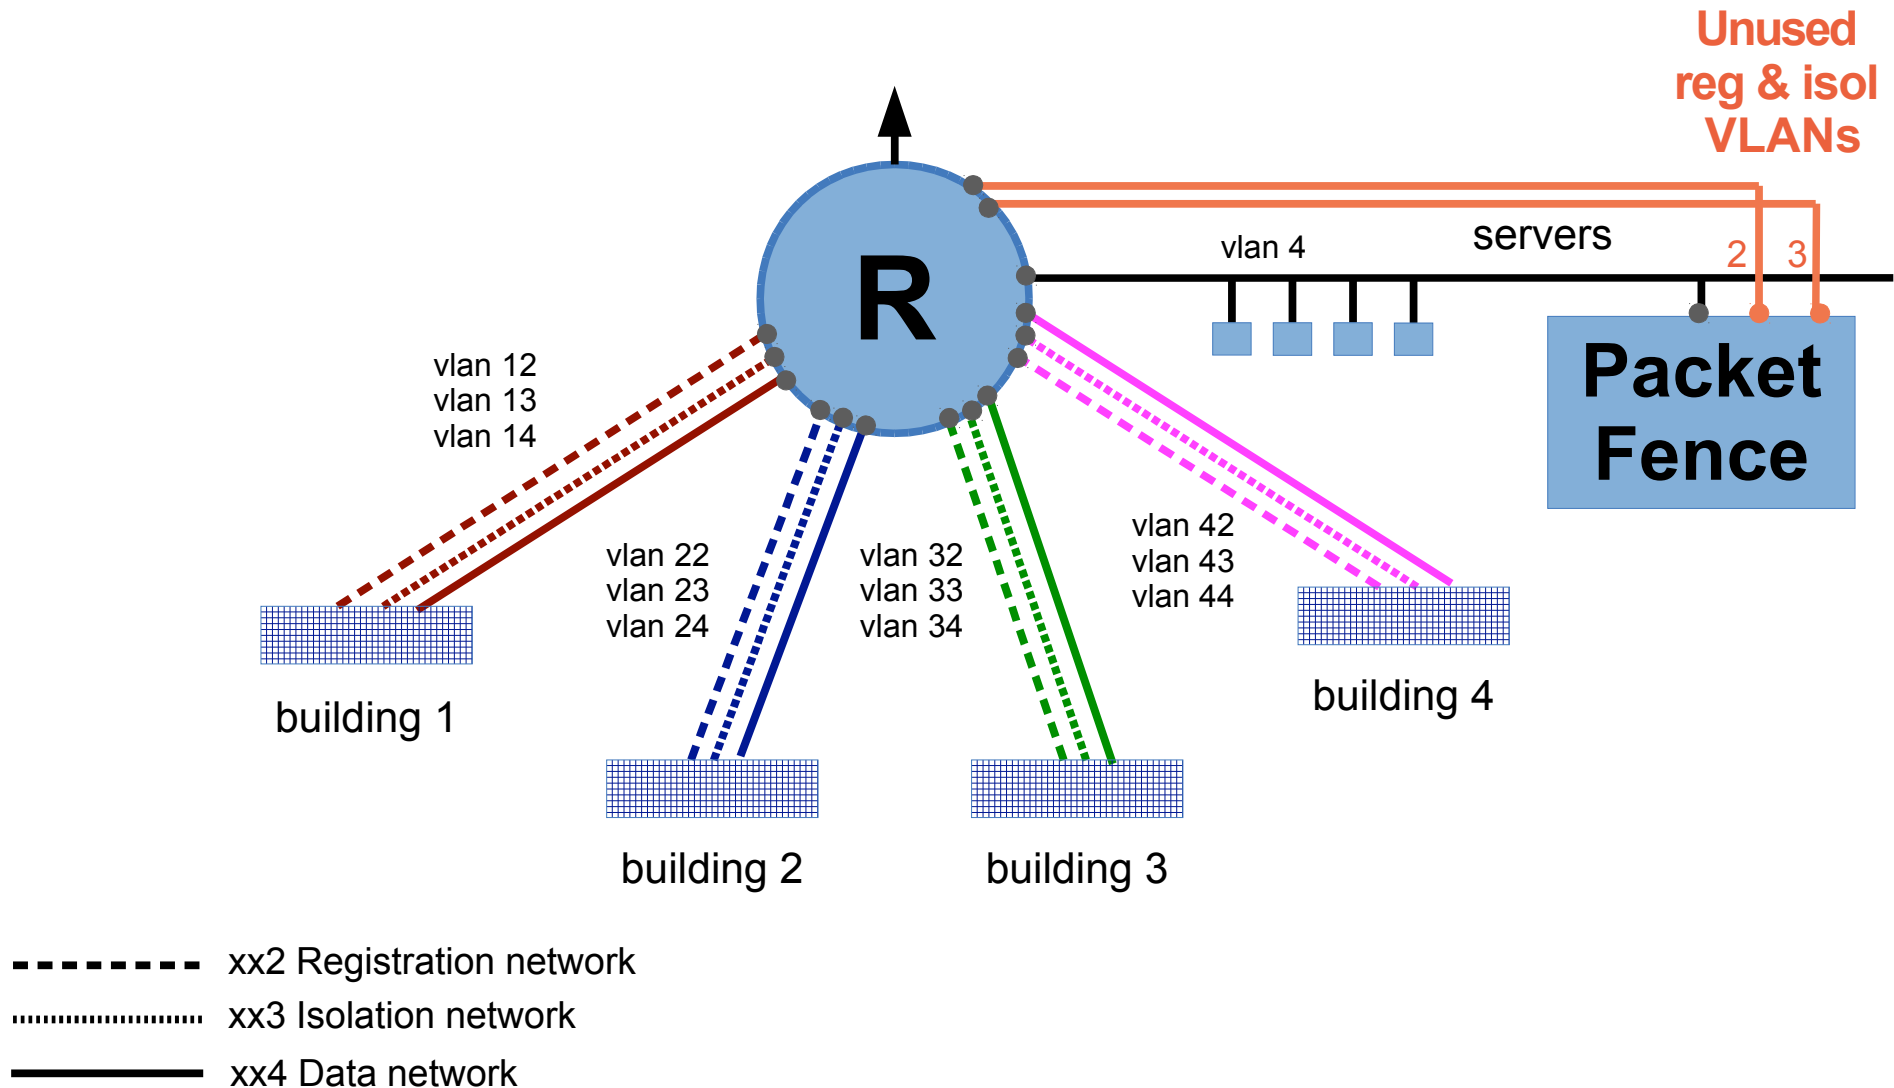 Unused
reg & isol
VLANs
R
vlan 4
servers
2
3
Packet
Fence
vlan 12
vlan 13
vlan 14
vlan 22
vlan 23
vlan 24
vlan 32
vlan 33
vlan 34
vlan 42
vlan 43
vlan 44
building 1
building 2
building 3
building 4
xx2 Registration network
xx3 Isolation network
xx4 Data network